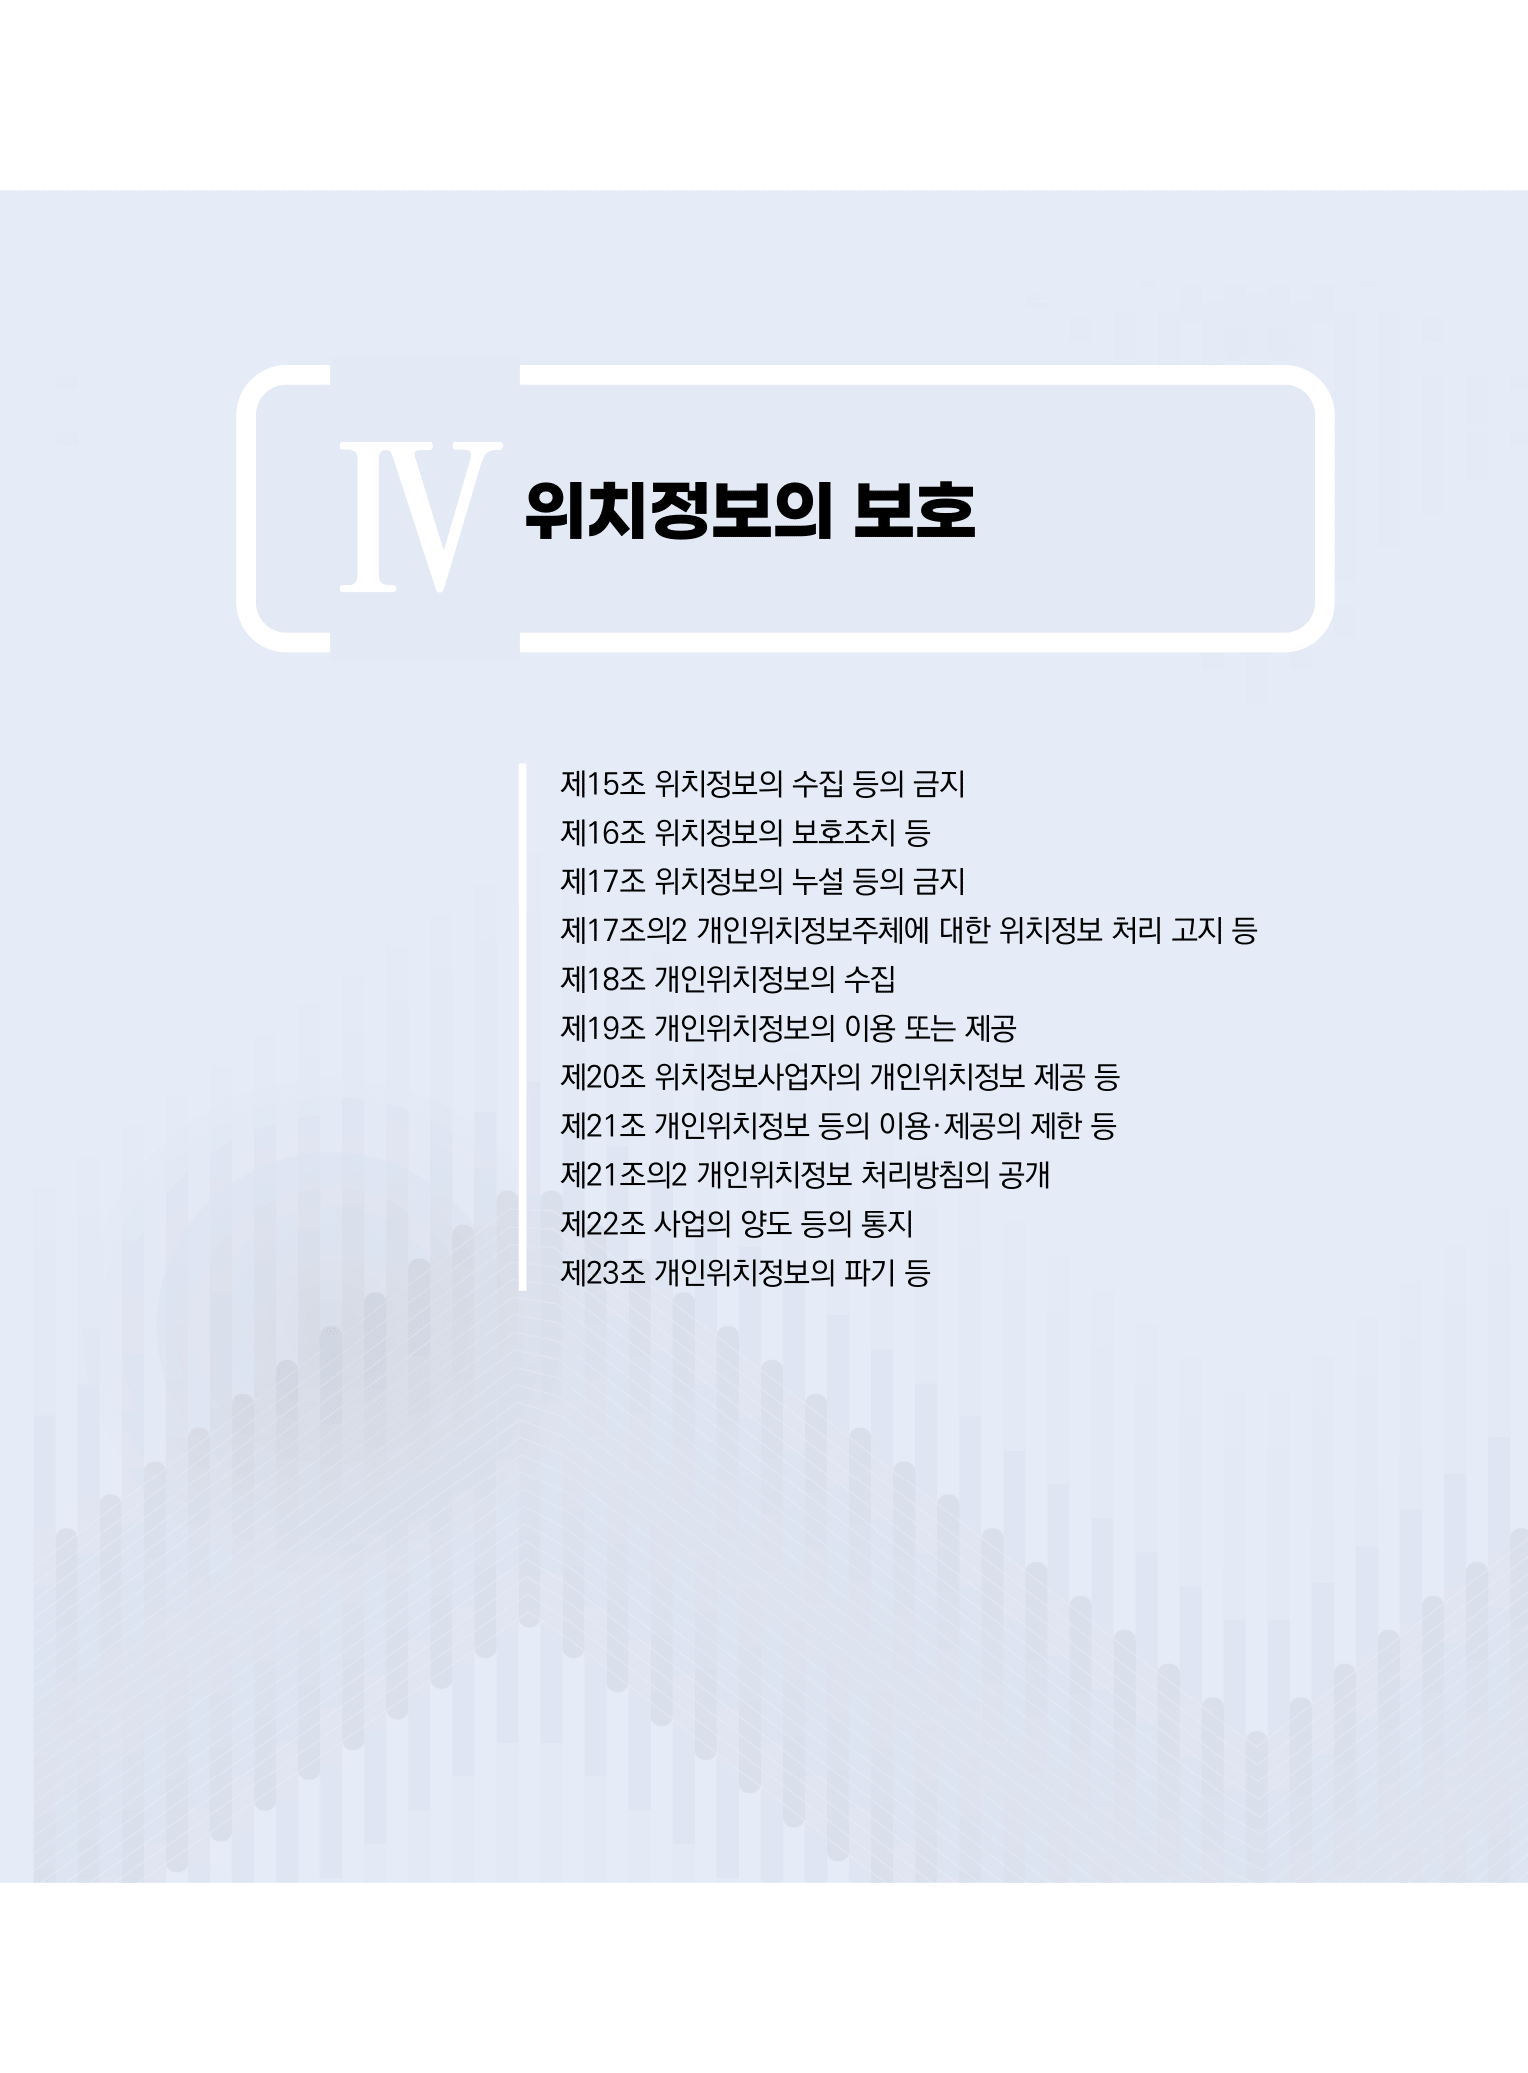 Ⅳ 위치정보의 보호
제15조 위치정보의 수집 등의 금지
제16조 위치정보의 보호조치 등
제17조 위치정보의 누설 등의 금지
제17조의2 개인위치정보주체에 대한 위치정보 처리 고지 등
제18조 개인위치정보의 수집
제19조 개인위치정보의 이용 또는 제공
제20조 위치정보사업자의 개인위치정보 제공 등
제21조 개인위치정보 등의 이용·제공의 제한 등
제21조의2 개인위치정보 처리방침의 공개
제22조 사업의 양도 등의 통지
제23조 개인위치정보의 파기 등